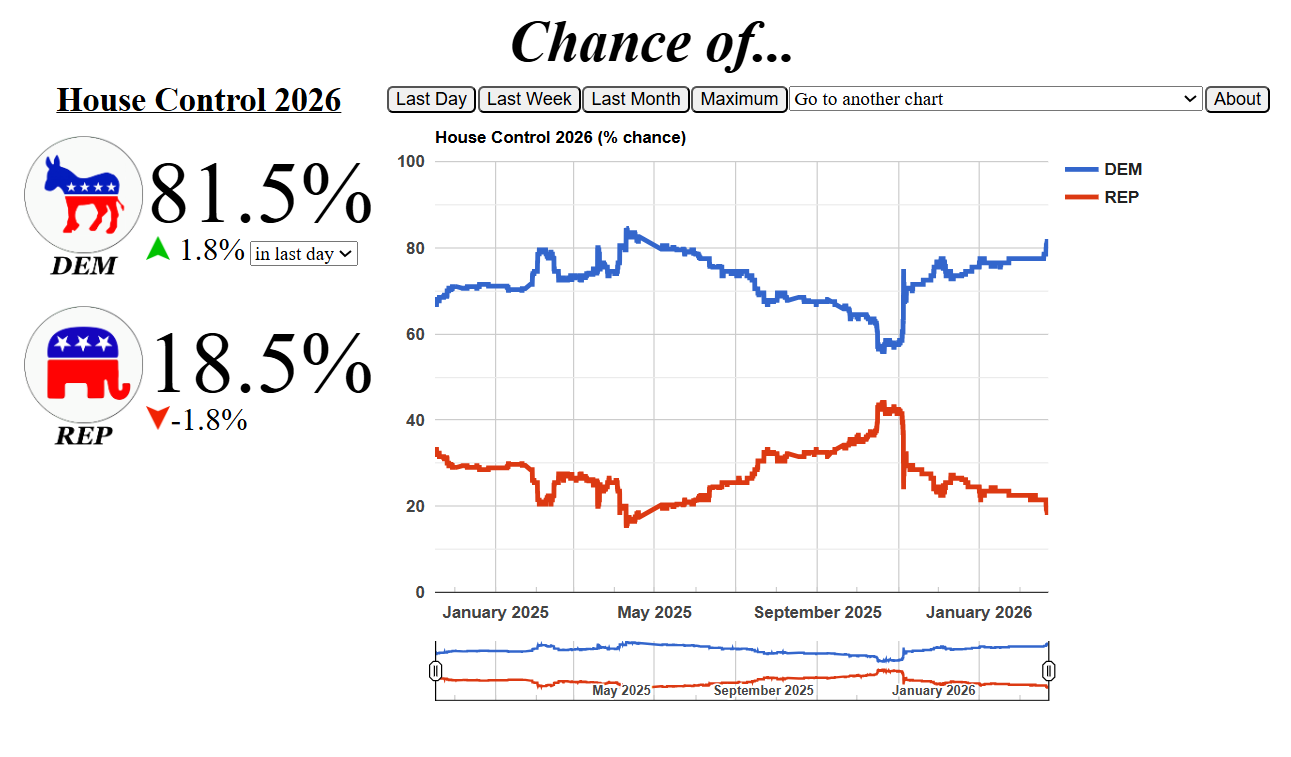 Chance of...
House Control 2026
Last Day Last Week Last Month Maximum Go to another chart About
81.5%
1.8% in last day
DEM
18.5%
-1.8%
REP
House Control 2026 (% chance)
100
80
60
40
20
0
January 2025 May 2025 September 2025 January 2026
DEM
REP
May 2025 September 2025 January 2026